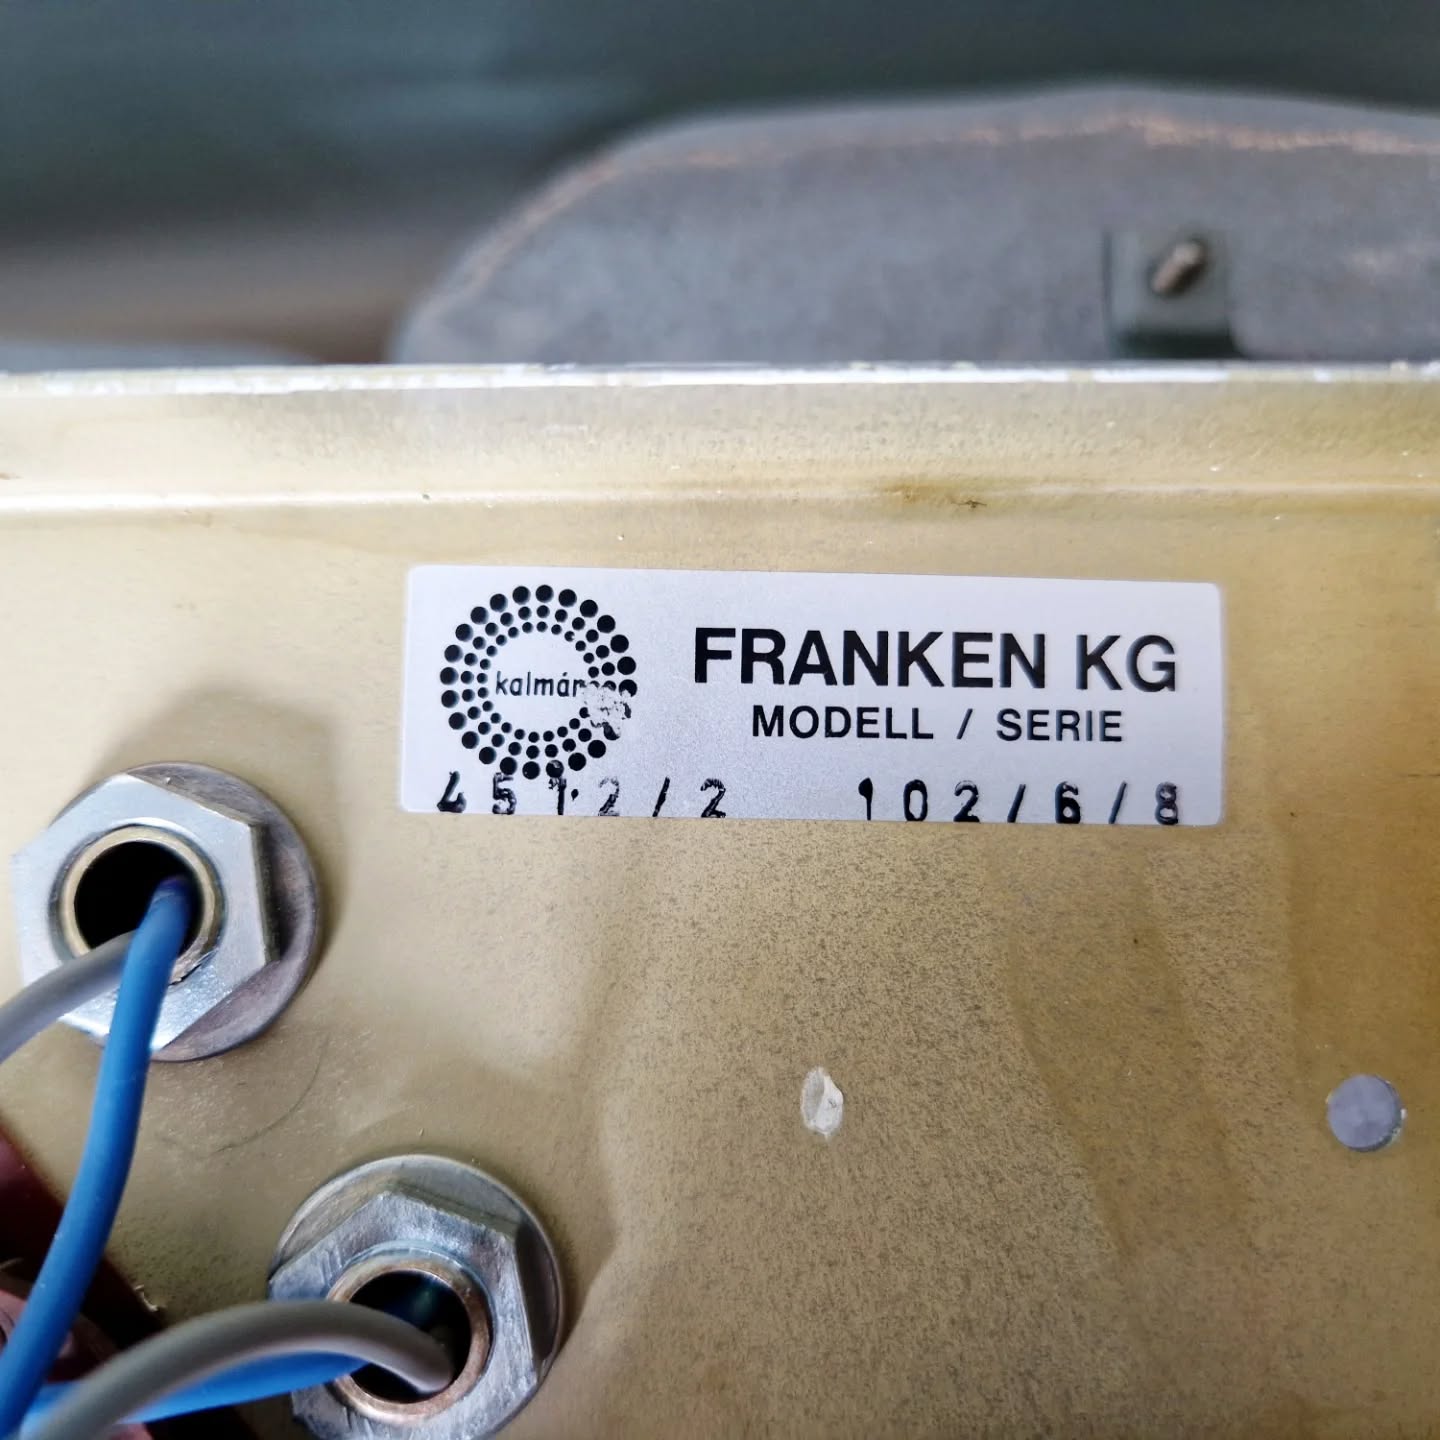 kalmár
FRANKEN KG
MODELL / SERIE
4512/2 102/6/8